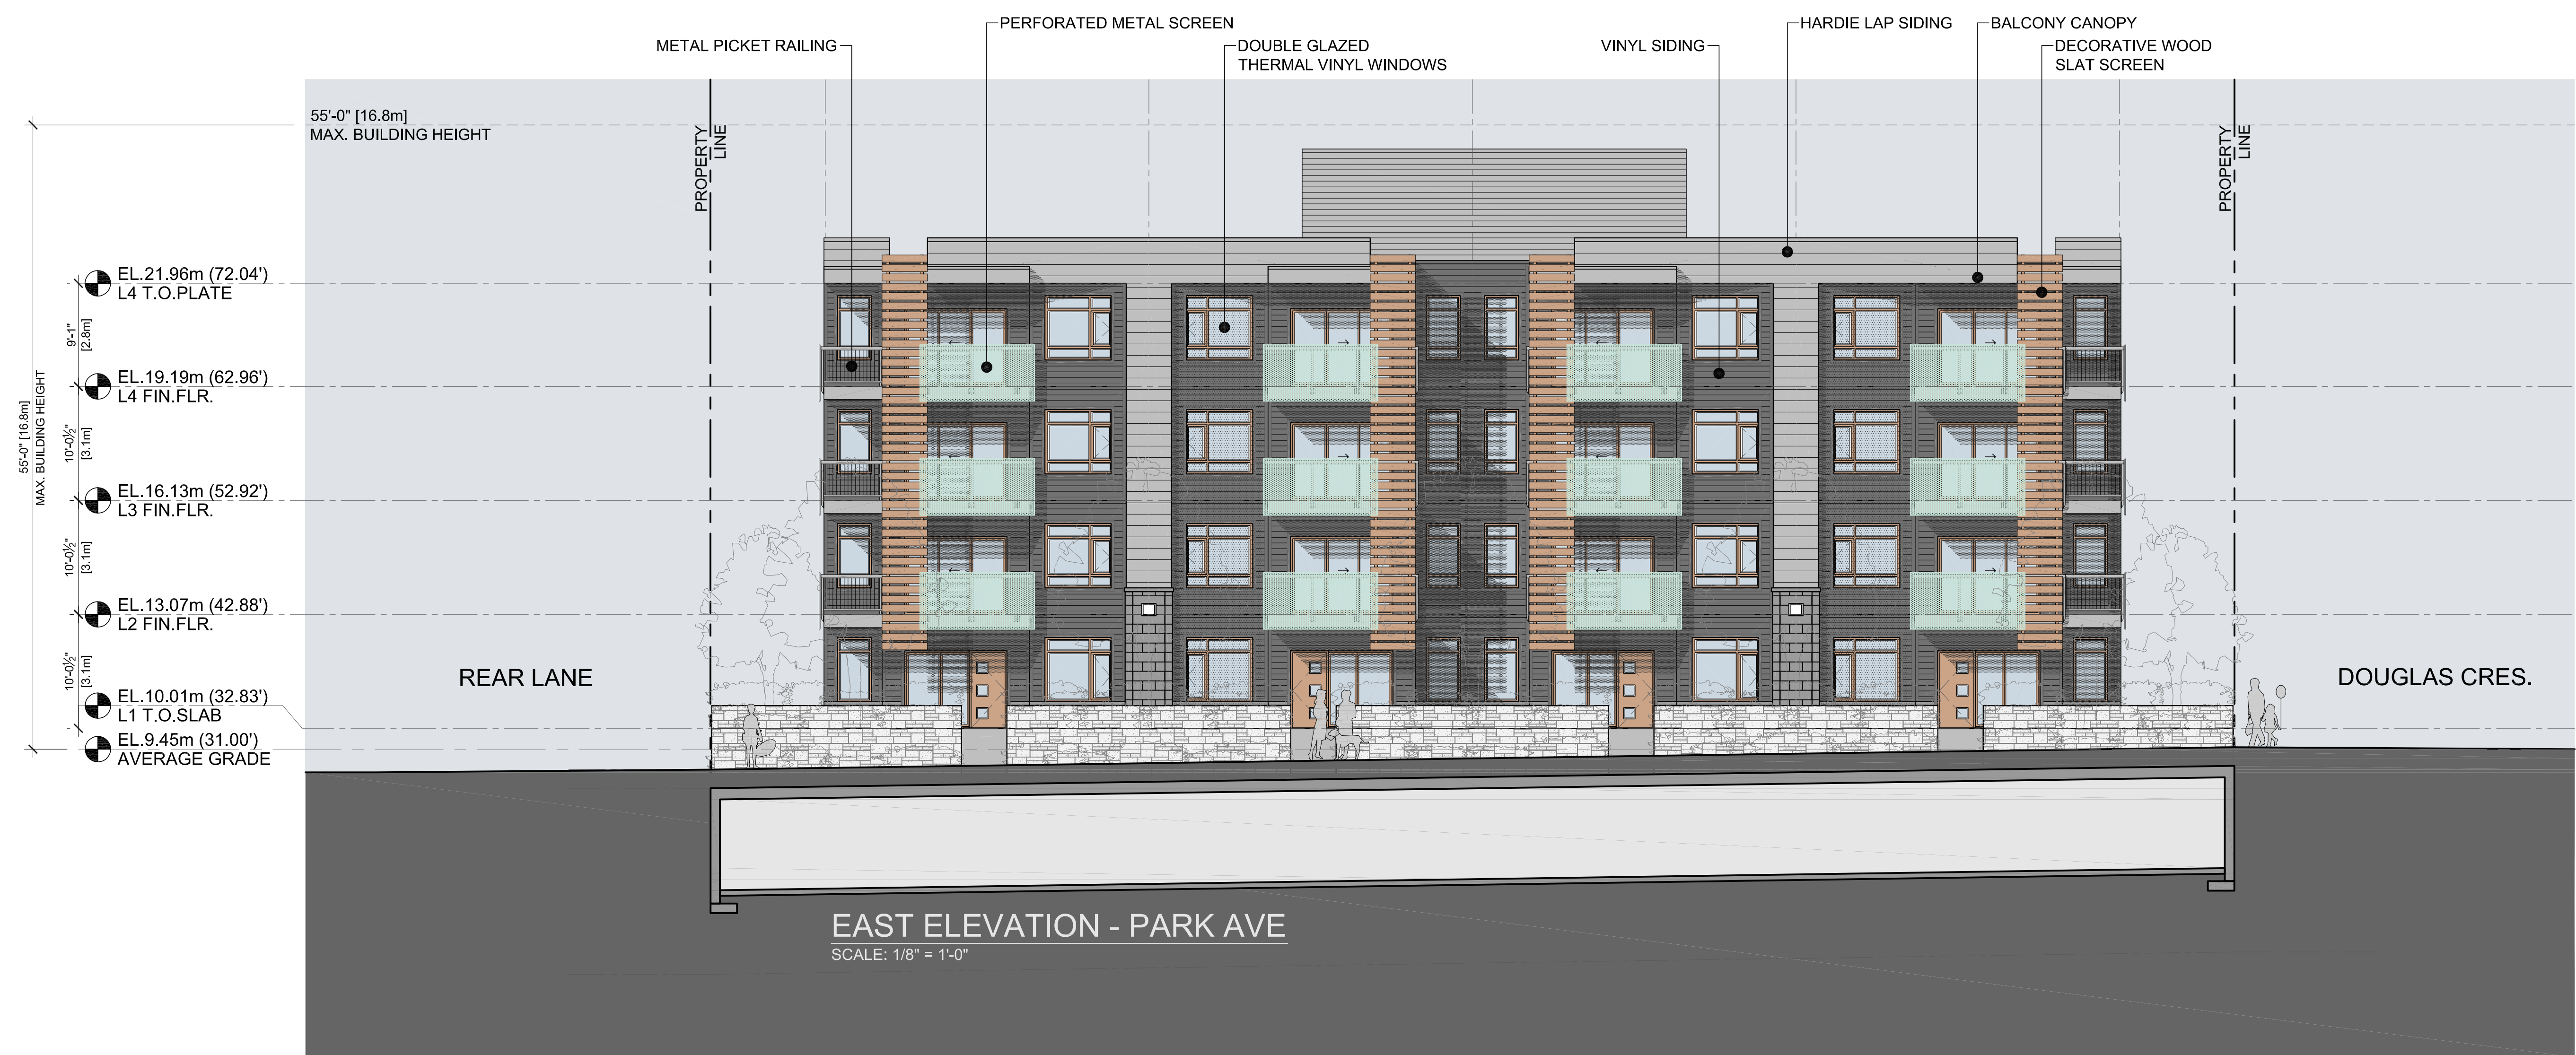 PERFORATED METAL SCREEN
HARDIE LAP SIDING
BALCONY CANOPY
METAL PICKET RAILING
DOUBLE GLAZED
THERMAL VINYL WINDOWS
VINYL SIDING
DECORATIVE WOOD
SLAT SCREEN
55'-0" [16.8m]
MAX. BUILDING HEIGHT
PROPERTY
LINE
PROPERTY
LINE
EL.21.96m (72.04')
L4 T.O.PLATE
9'-1"
[2.8m]
EL.19.19m (62.96')
L4 FIN.FLR.
55'-0" [16.8m]
MAX. BUILDING HEIGHT
10'-0½"
[3.1m]
EL.16.13m (52.92')
L3 FIN.FLR.
10'-0½"
[3.1m]
EL.13.07m (42.88')
L2 FIN.FLR.
10'-0½"
[3.1m]
EL.10.01m (32.83')
L1 T.O.SLAB
EL.9.45m (31.00')
AVERAGE GRADE
REAR LANE
DOUGLAS CRES.
EAST ELEVATION - PARK AVE
SCALE: 1/8" = 1'-0"